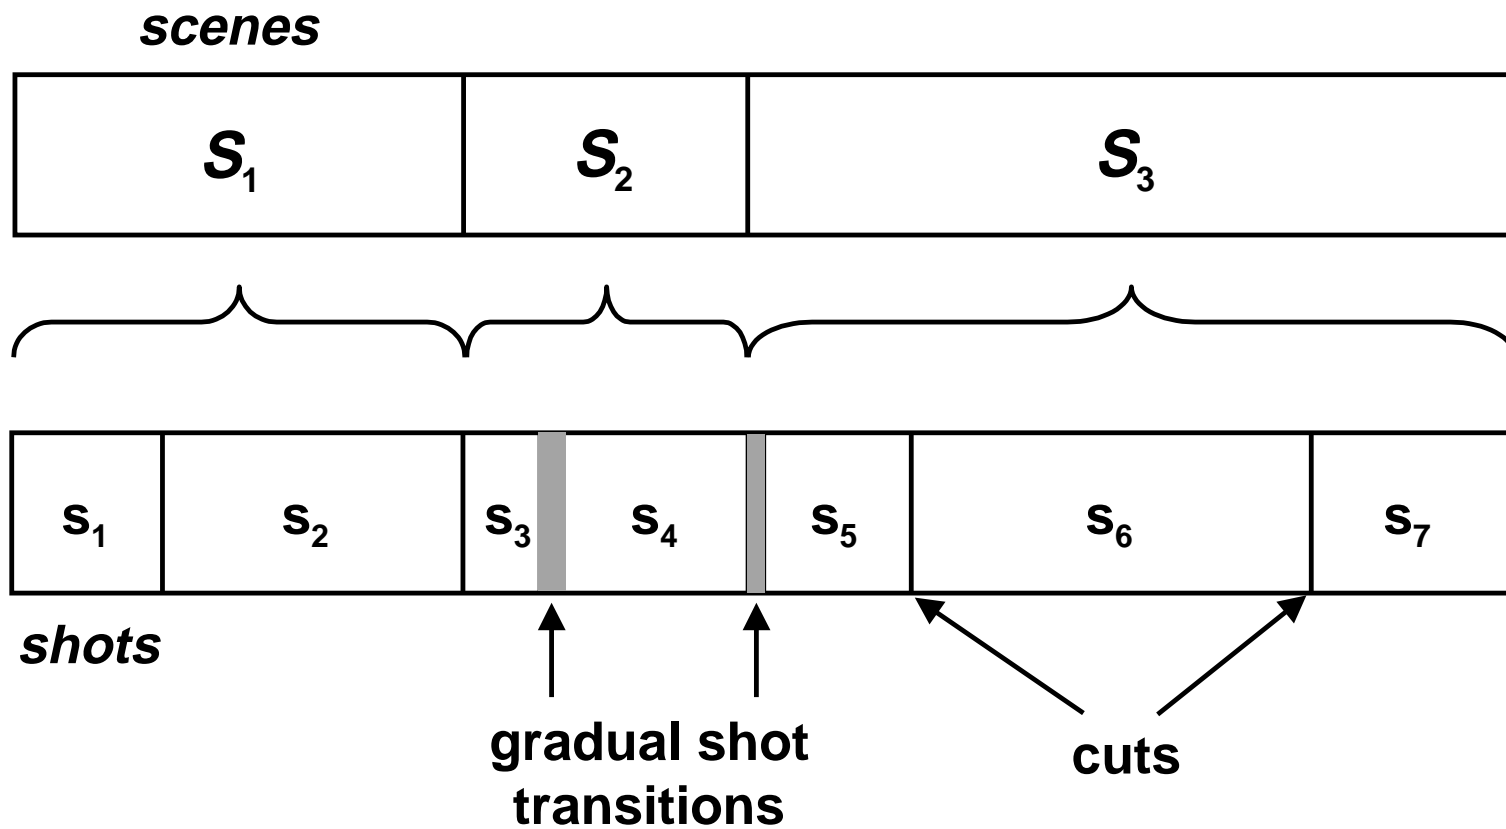 scenes
S1 S2 S3
s1 s2 s3 s4 s5 s6 s7
shots
gradual shot
transitions
cuts